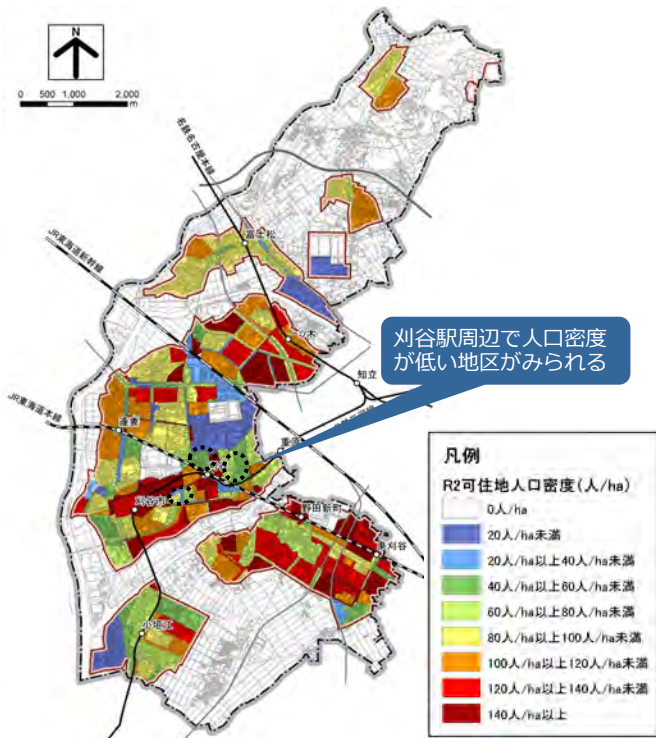 N
0 500 1,000 2,000
m
名鉄名古屋本線
富士松
JR東海道新幹線
刈谷駅周辺で人口密度
が低い地区がみられる
知立
JR東海道本線
逢妻
重原
刈谷市
野田新町
東刈谷
小垣江
凡例
R2可住地人口密度(人/ha)
0人/ha
20人/ha未満
20人/ha以上40人/ha未満
40人/ha以上60人/ha未満
60人/ha以上80人/ha未満
80人/ha以上100人/ha未満
100人/ha以上120人/ha未満
120人/ha以上140人/ha未満
140人/ha以上